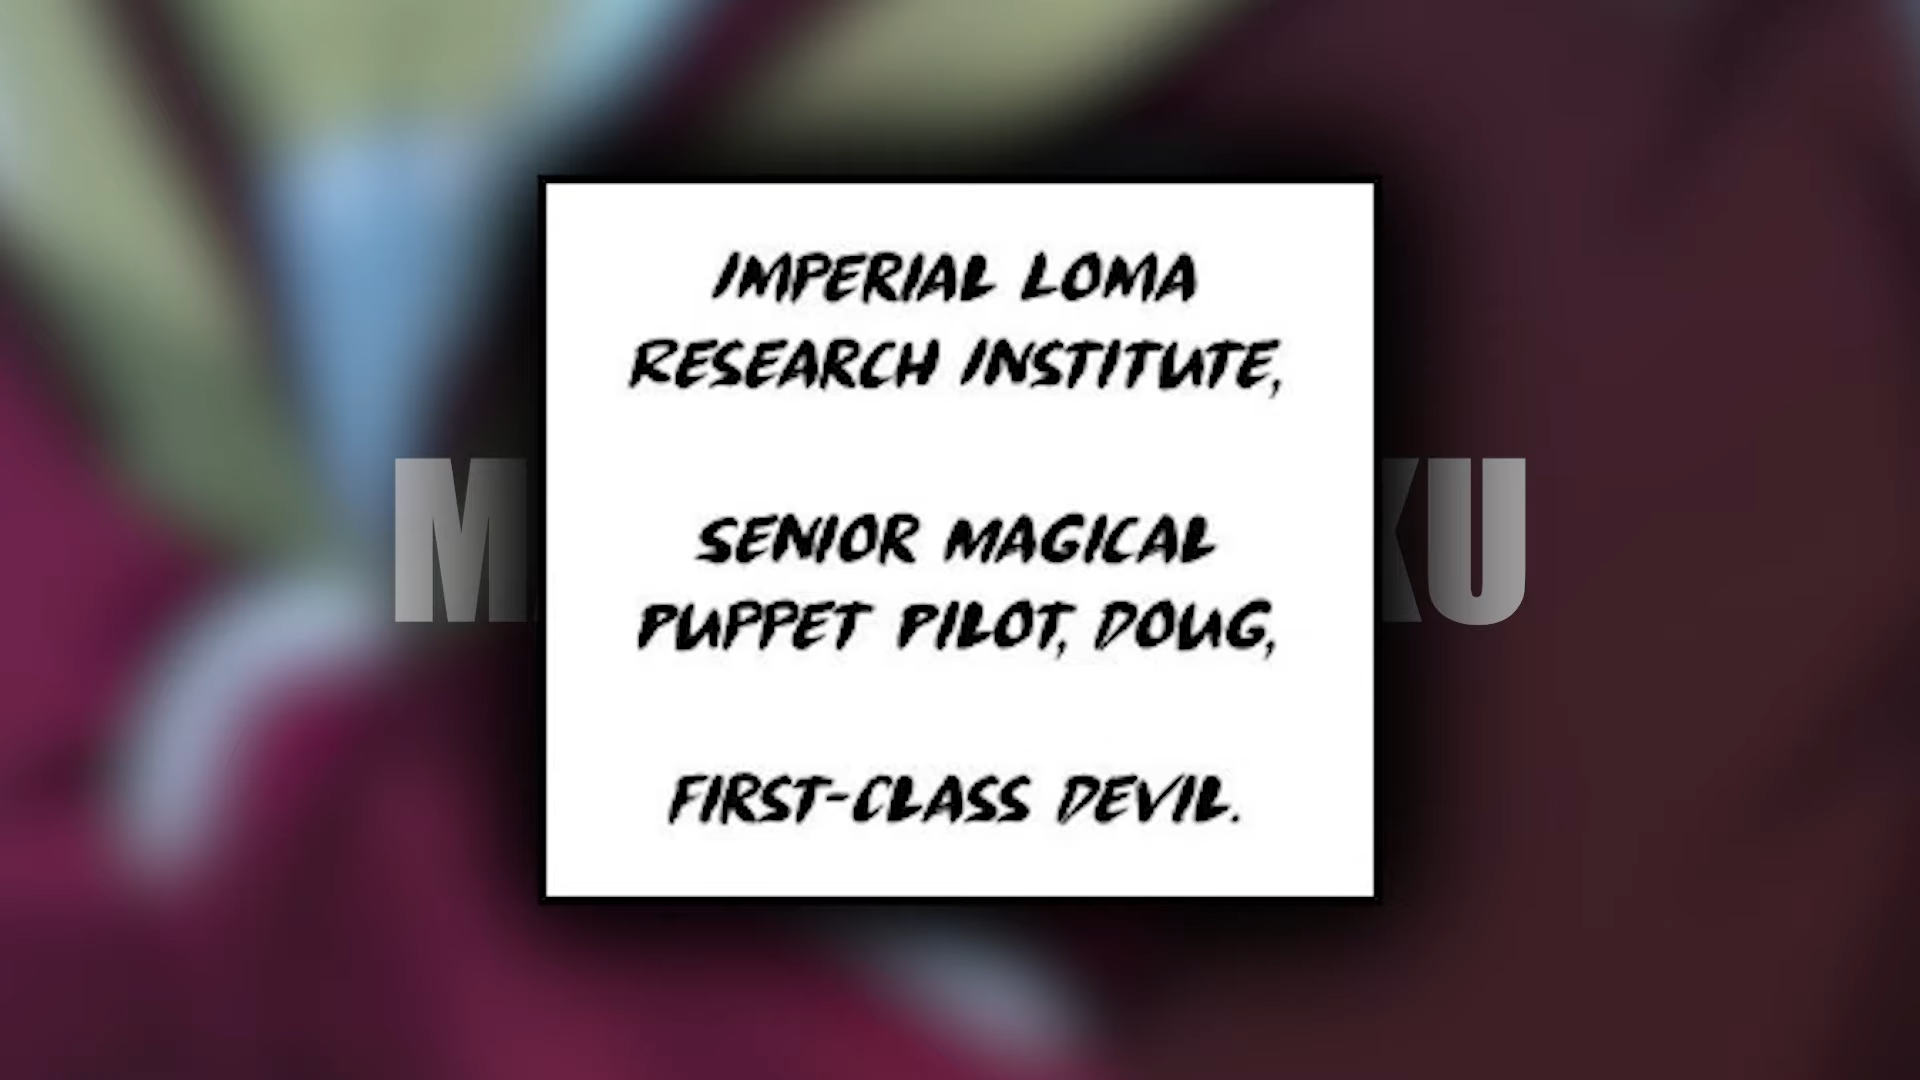 IMPERIAL LOMA
RESEARCH INSTITUTE,
SENIOR MAGICAL
PUPPET PILOT, DOUG,
FIRST-CLASS DEVIL.